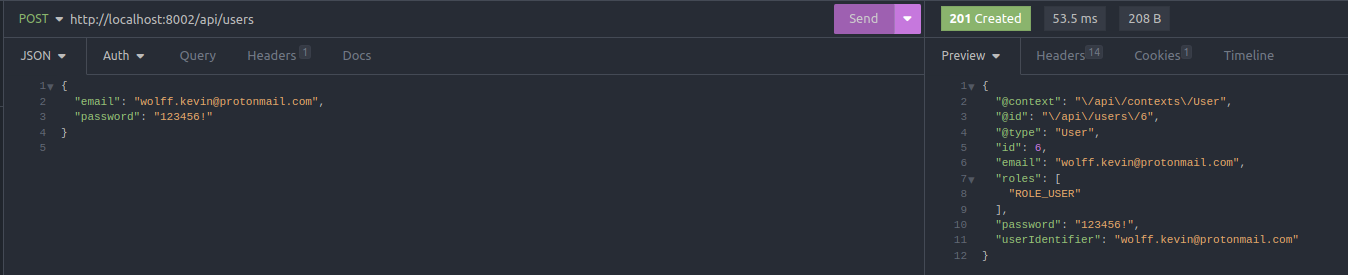 POST http://localhost:8002/api/users Send 201 Created 53.5 ms 208 B
JSON Auth Query Headers 1 Docs Preview Headers 14 Cookies 1 Timeline
1 {
2 "email": "wolff.kevin@protonmail.com",
3 "password": "123456!"
4 }
5
1 {
2 "@context": "\/api\/contexts\/User",
3 "@id": "\/api\/users\/6",
4 "@type": "User",
5 "id": 6,
6 "email": "wolff.kevin@protonmail.com",
7 "roles": [
8 "ROLE_USER"
9 ],
10 "password": "123456!",
11 "userIdentifier": "wolff.kevin@protonmail.com"
12 }